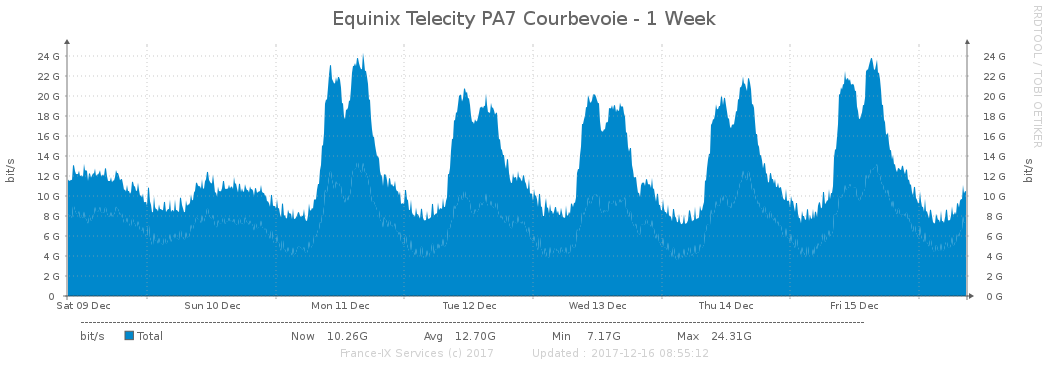 Equinix Telecity PA7 Courbevoie - 1 Week
RRDTOOL / TOBI OETIKER
bit/s
24 G 24 G
22 G 22 G
20 G 20 G
18 G 18 G
16 G 16 G
14 G 14 G
12 G 12 G
10 G 10 G
8 G 8 G
6 G 6 G
4 G 4 G
2 G 2 G
0 0 G
bit/s
Sat 09 Dec Sun 10 Dec Mon 11 Dec Tue 12 Dec Wed 13 Dec Thu 14 Dec Fri 15 Dec
bit/s Total Now 10.26G Avg 12.70G Min 7.17G Max 24.31G
France-IX Services (c) 2017 Updated : 2017-12-16 08:55:12